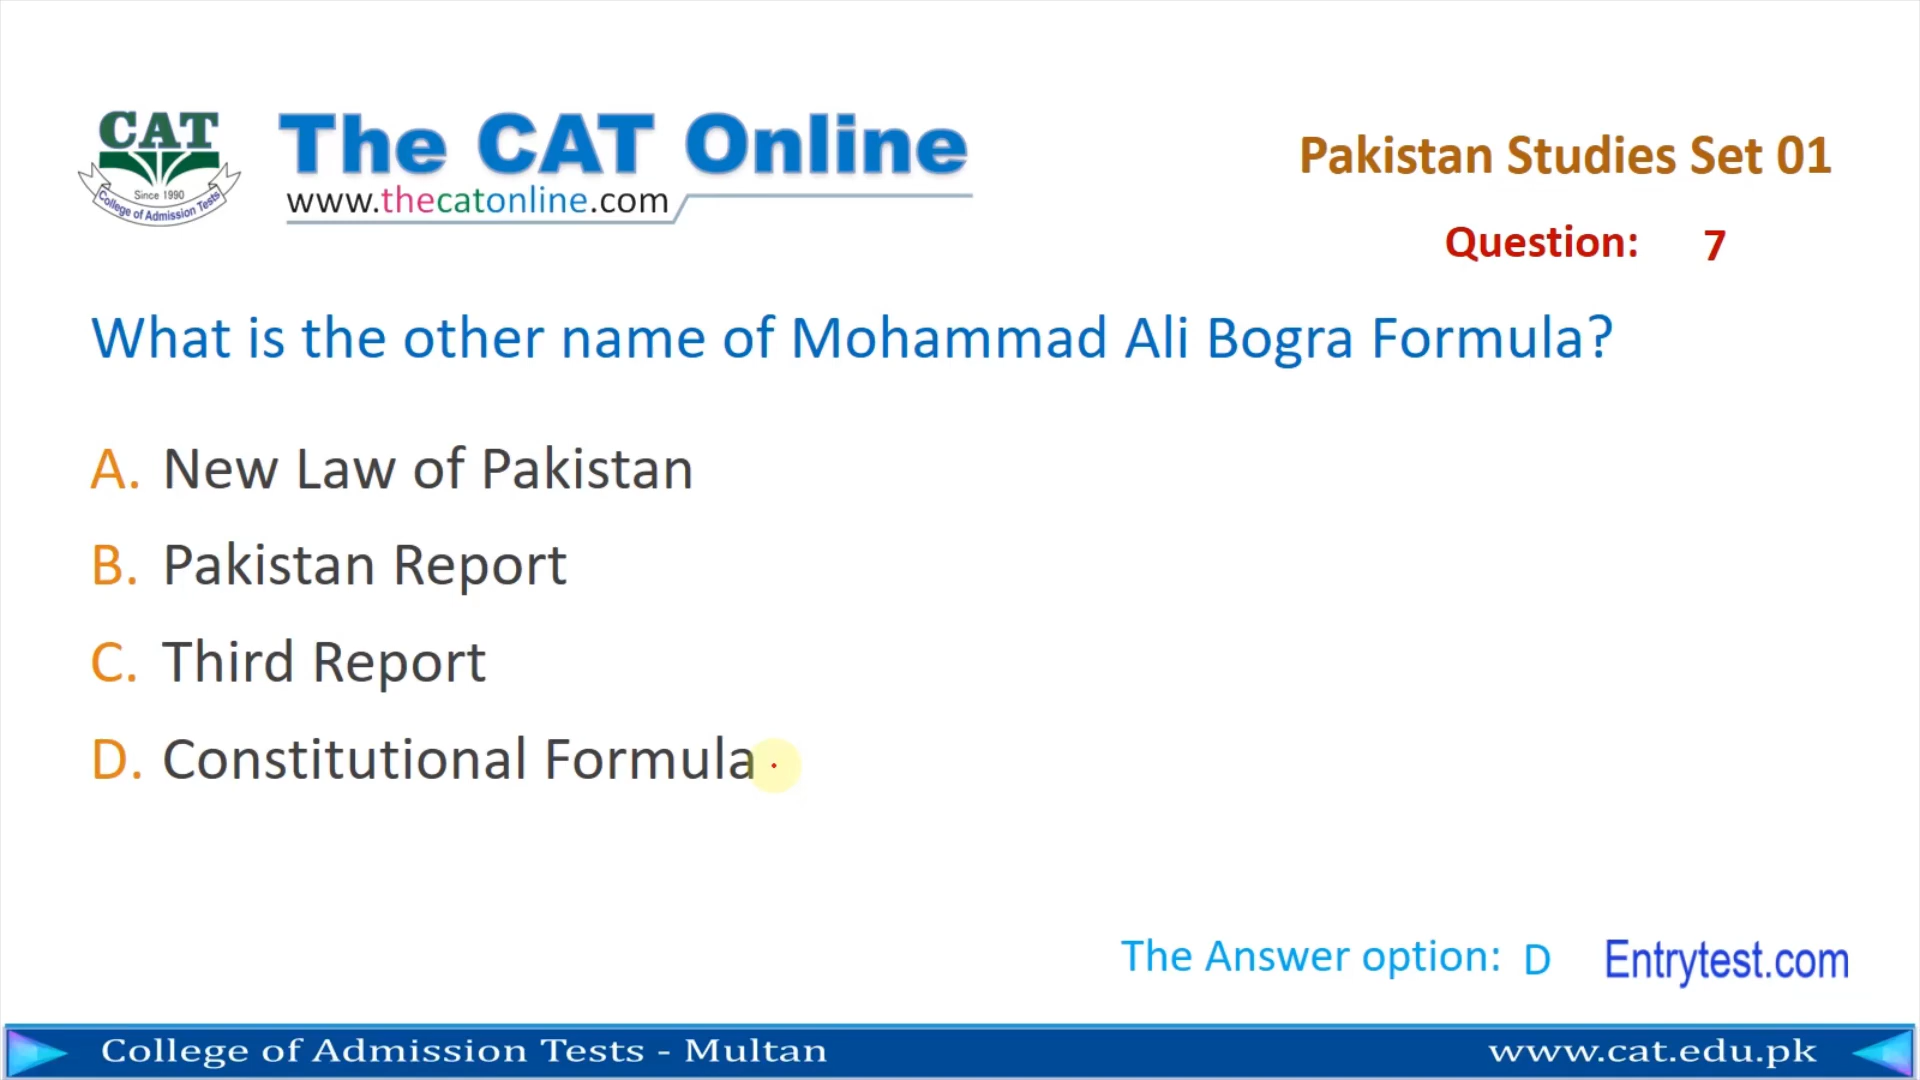 CAT
Since 1990
College of Admission Tests
The CAT Online
www.thecatonline.com
Pakistan Studies Set 01
Question: 7
What is the other name of Mohammad Ali Bogra Formula?
A. New Law of Pakistan
B. Pakistan Report
C. Third Report
D. Constitutional Formula
The Answer option: D
Entrytest.com
College of Admission Tests - Multan
www.cat.edu.pk